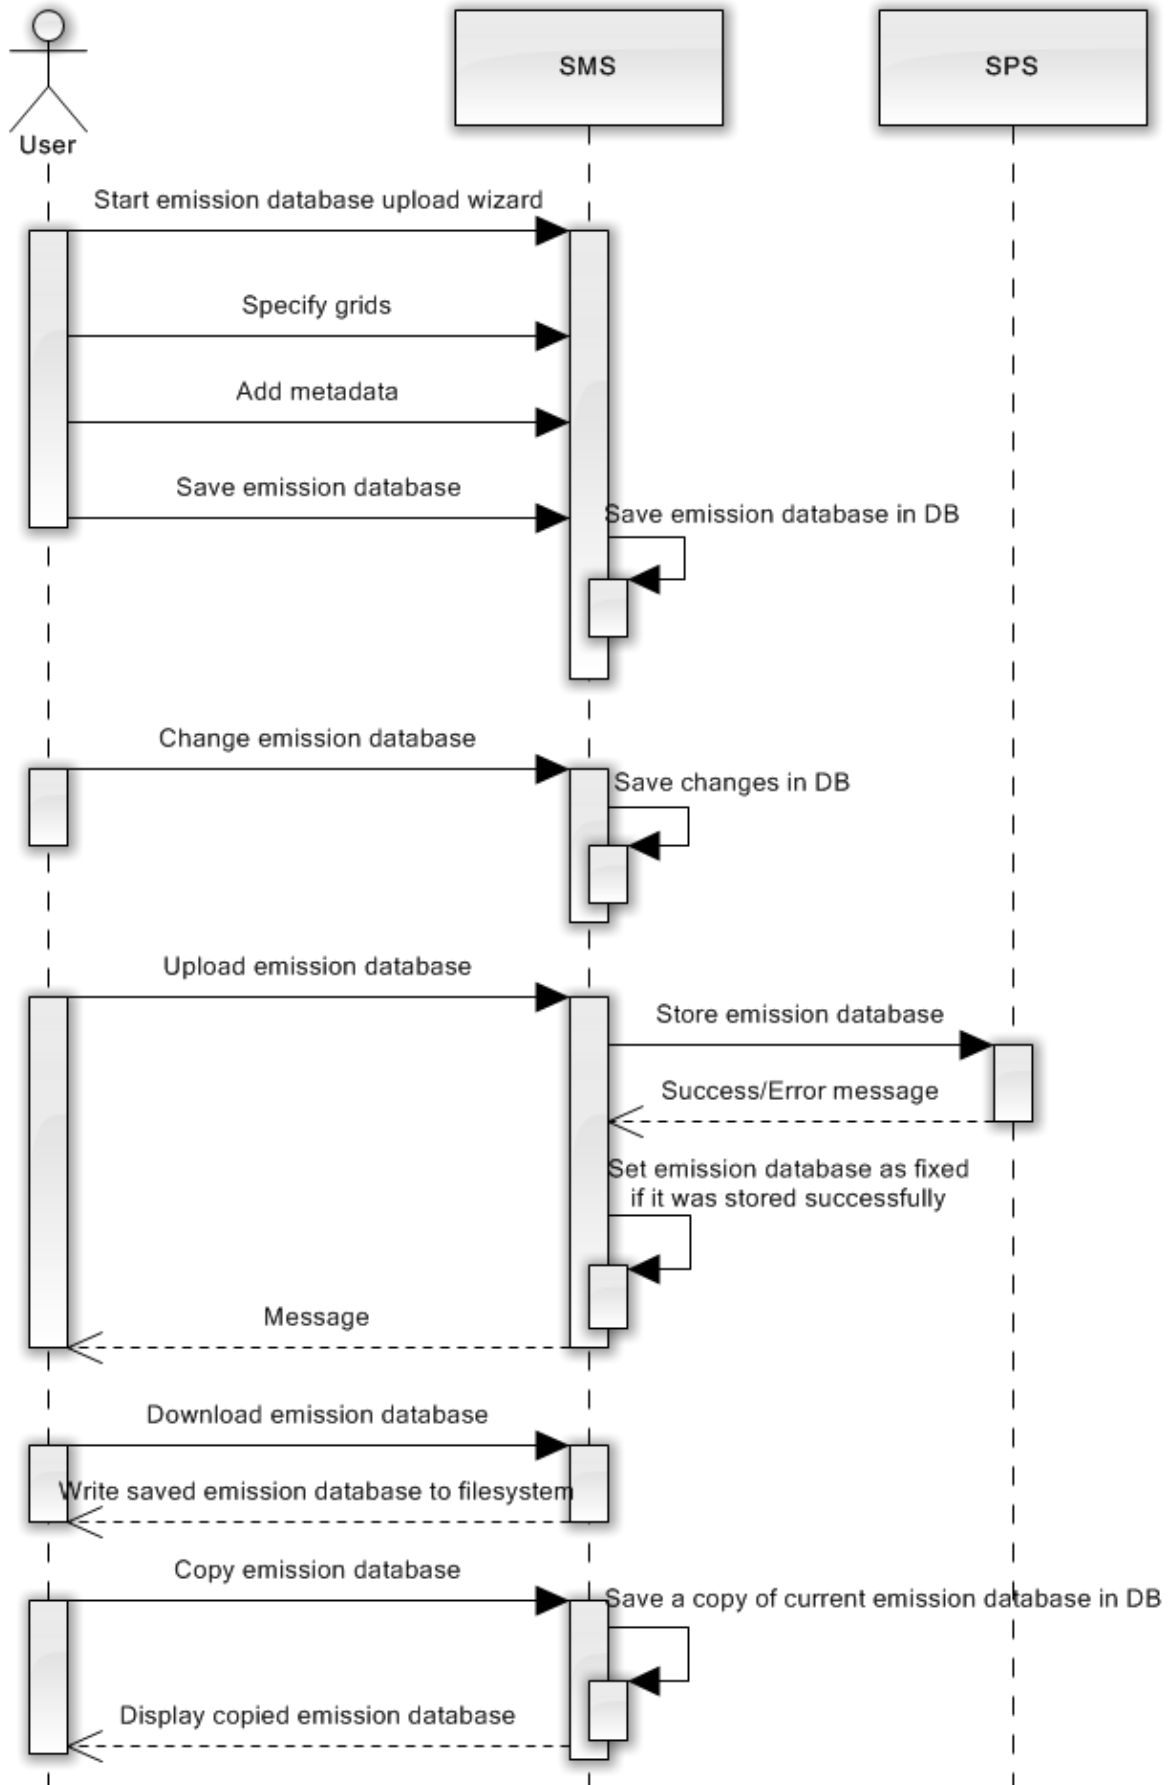 User
SMS
SPS
Start emission database upload wizard
Specify grids
Add metadata
Save emission database
Save emission database in DB
Change emission database
Save changes in DB
Upload emission database
Store emission database
Success/Error message
Set emission database as fixed
if it was stored successfully
Message
Download emission database
Write saved emission database to filesystem
Copy emission database
Save a copy of current emission database in DB
Display copied emission database